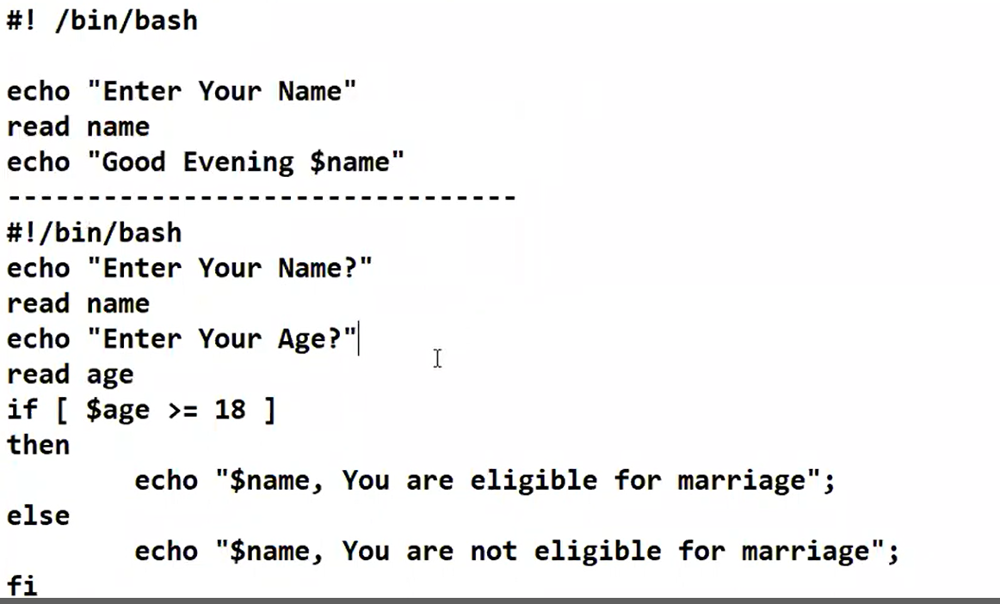 #! /bin/bash
echo "Enter Your Name"
read name
echo "Good Evening $name"
--------------------------------
#!/bin/bash
echo "Enter Your Name?"
read name
echo "Enter Your Age?"
read age
if [ $age >= 18 ]
then
echo "$name, You are eligible for marriage";
else
echo "$name, You are not eligible for marriage";
fi